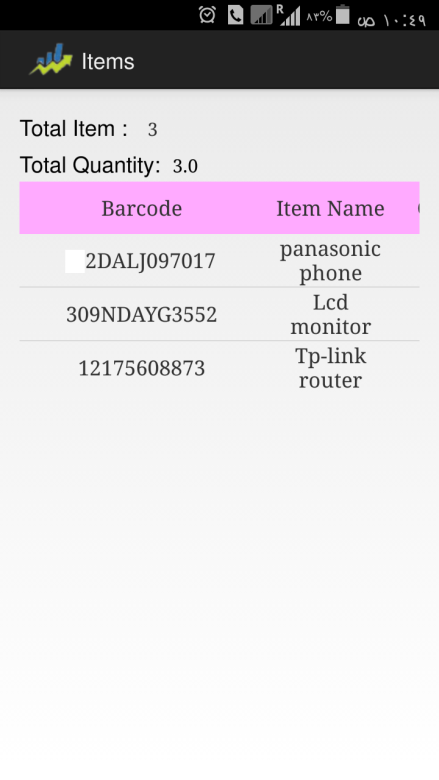 R ٨٣% ١٠:٤٩ ص
Items
Total Item : 3
Total Quantity: 3.0
Barcode Item Name
2DALJ097017 panasonic
phone
309NDAYG3552 Lcd
monitor
12175608873 Tp-link
router